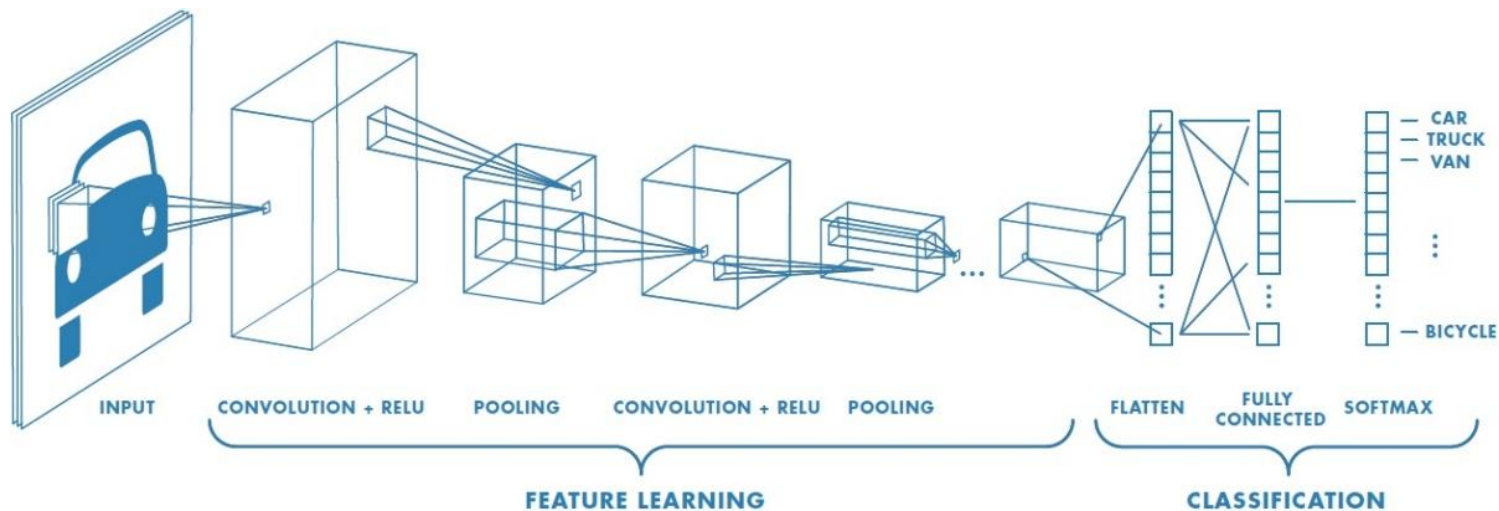 CAR
TRUCK
VAN
BICYCLE
INPUT
CONVOLUTION + RELU
POOLING
CONVOLUTION + RELU
POOLING
FLATTEN
FULLY
CONNECTED
SOFTMAX
FEATURE LEARNING
CLASSIFICATION